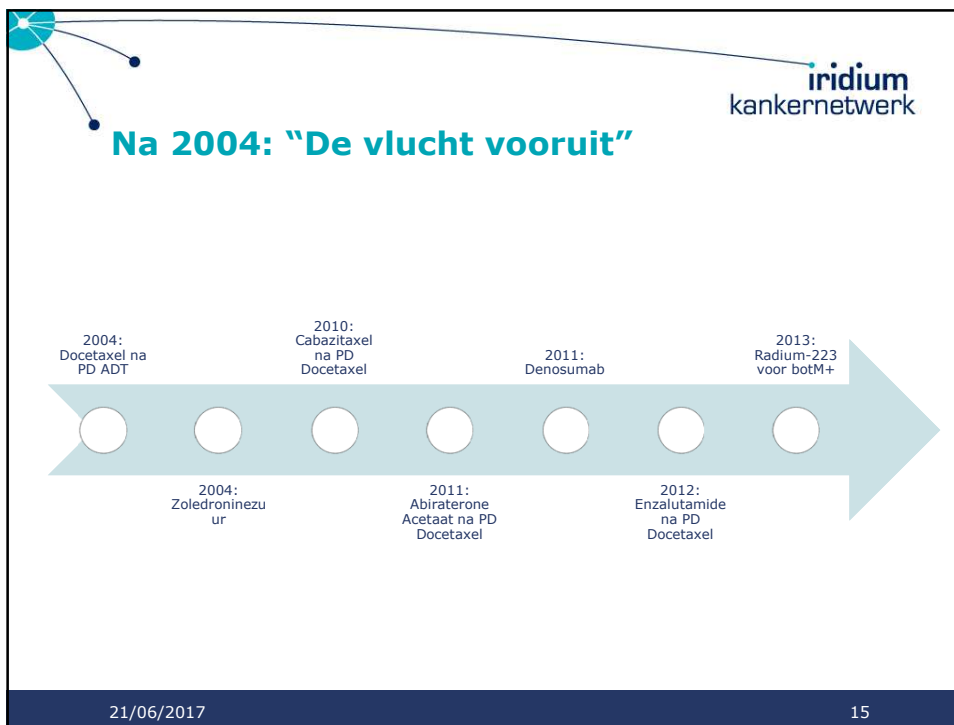 iridium
kankernetwerk
Na 2004: “De vlucht vooruit”
2004:
Docetaxel na
PD ADT
2004:
Zoledroninezu
ur
2010:
Cabazitaxel
na PD
Docetaxel
2011:
Abiraterone
Acetaat na PD
Docetaxel
2011:
Denosumab
2012:
Enzalutamide
na PD
Docetaxel
2013:
Radium-223
voor botM+
21/06/2017
15